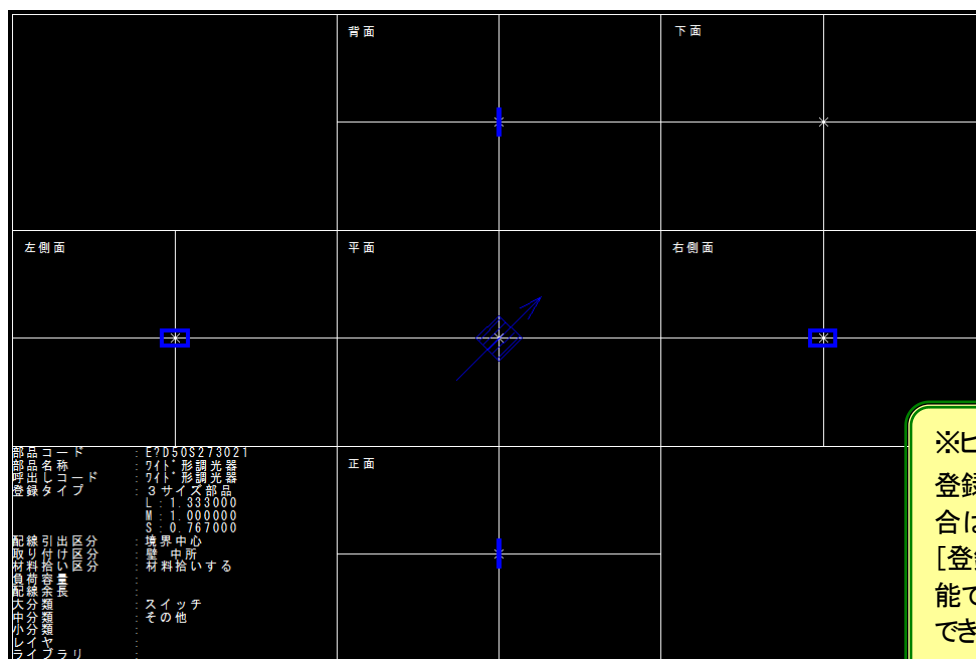 背面
下面
左側面
平面
右側面
正面
部品コード : E7D50S273021
部品名称 : ﾜｲﾄﾞ形調光器
呼出しコード : ﾜｲﾄﾞ形調光器
登録タイプ : 3サイズ部品
L : 1.333000
M : 1.000000
S : 0.767000
配線引出区分 : 境界中心
取り付け区分 : 壁 中所
材料拾い区分 : 材料拾いする
負荷容量 :
配線余長 :
大分類 : スイッチ
中分類 : その他
小分類 :
レイヤ :
ライブラリ :
※ヒ
登録
合は
[登録
能で
でき